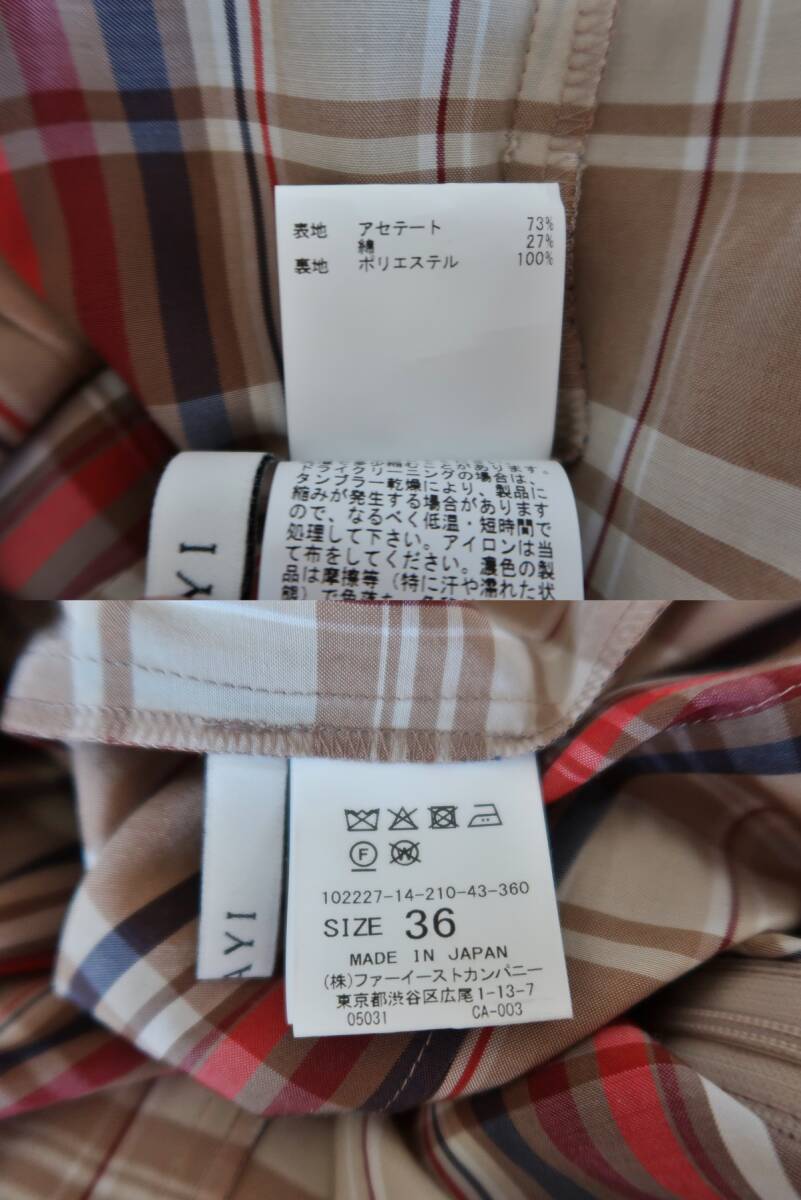 表地 アセテート 73%
綿 27%
裏地 ポリエステル 100%
ドライクリーニングの場合は、
タンブラー乾燥により、製品に
縮みが発生する場合があります
ので、なるべく低温・短時間で
処理して下さい。アイロンは当
て布をしてください。濃色の製
品は摩擦等(特に汗や濡れた状
YI
AYI
F
W
102227-14-210-43-360
SIZE 36
MADE IN JAPAN
(株)ファーイーストカンパニー
東京都渋谷区広尾1-13-7
05031 CA-003